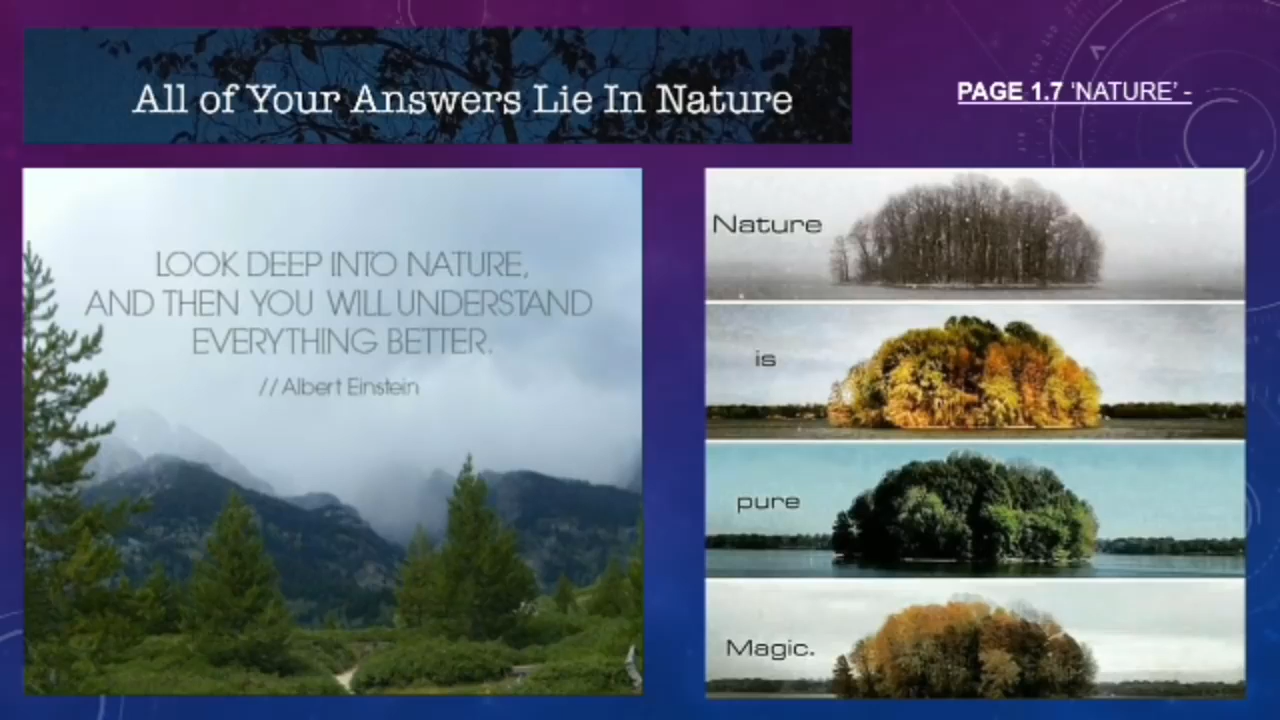 All of Your Answers Lie In Nature
PAGE 1.7 'NATURE' -
LOOK DEEP INTO NATURE,
AND THEN YOU WILL UNDERSTAND
EVERYTHING BETTER.
// Albert Einstein
Nature
is
pure
Magic.